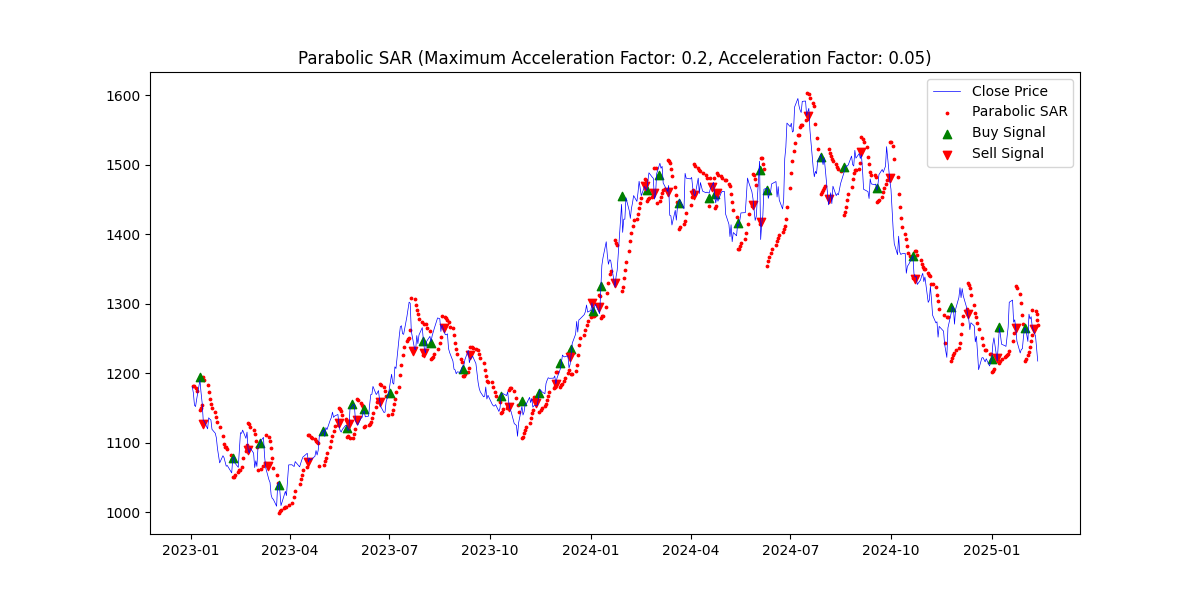 Parabolic SAR (Maximum Acceleration Factor: 0.2, Acceleration Factor: 0.05)
Close Price
Parabolic SAR
Buy Signal
Sell Signal
1600
1500
1400
1300
1200
1100
1000
2023-01 2023-04 2023-07 2023-10 2024-01 2024-04 2024-07 2024-10 2025-01